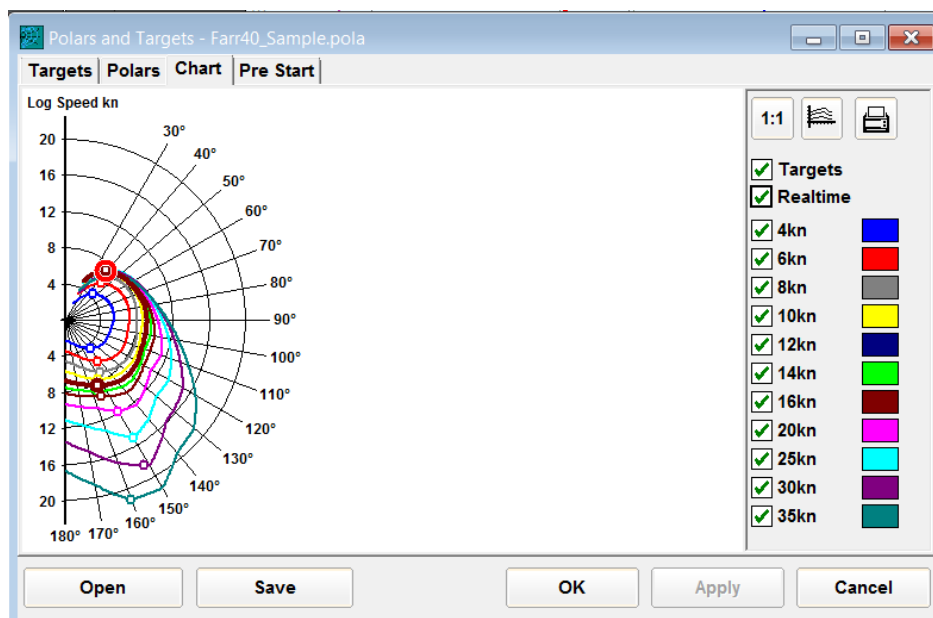 Polars and Targets - Farr40_Sample.pola
Targets Polars Chart Pre Start
Log Speed kn
20
16
12
8
4
4
8
12
16
20
30°
40°
50°
60°
70°
80°
90°
100°
110°
120°
130°
140°
150°
160°
170°
180°
1:1
Targets
Realtime
4kn
6kn
8kn
10kn
12kn
14kn
16kn
20kn
25kn
30kn
35kn
Open Save OK Apply Cancel